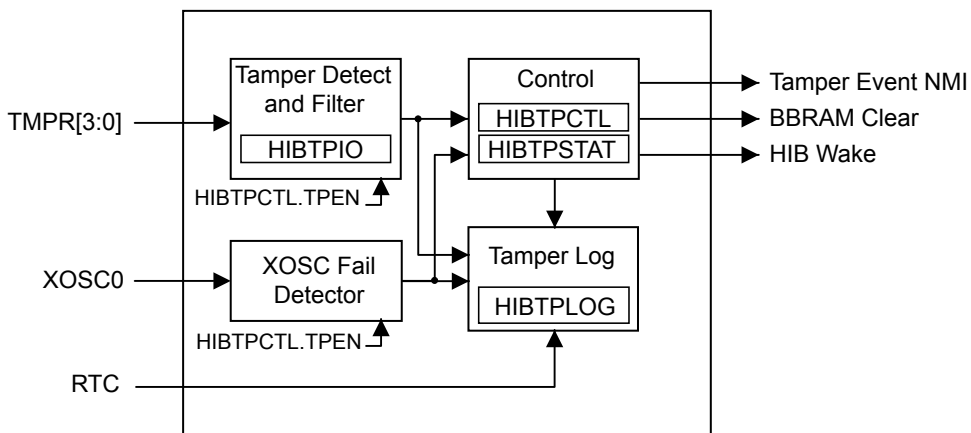 Tamper Detect
and Filter
HIBTPIO
HIBTPCTL.TPEN
Control
HIBTPCTL
HIBTPSTAT
Tamper Event NMI
BBRAM Clear
HIB Wake
TMPR[3:0]
XOSC0
XOSC Fail
Detector
HIBTPCTL.TPEN
Tamper Log
HIBTPLOG
RTC